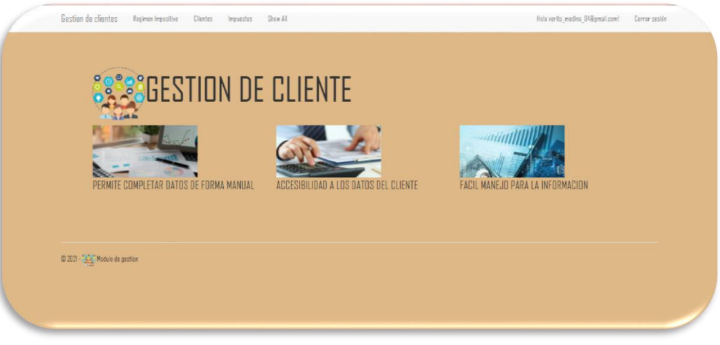 Gestion de clientes Regimen Impositivo Clientes Impuestos Show All Hola verito_medina_04@gmail.com! Cerrar sesión
GESTION DE CLIENTE
PERMITE COMPLETAR DATOS DE FORMA MANUAL
ACCESIBILIDAD A LOS DATOS DEL CLIENTE
FACIL MANEJO PARA LA INFORMACION
© 2021 - Modulo de gestion